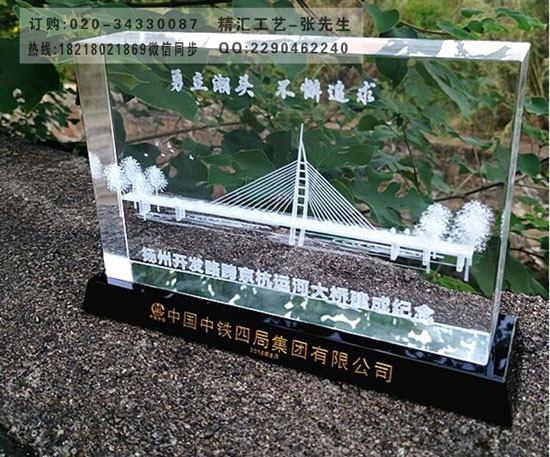 订购:020-34330087 精汇工艺-张先生
热线:18218021869微信同步 QQ:2290462240
勇立潮头 不懈追求
扬州开发路跨京杭运河大桥建成纪念
中国中铁四局集团有限公司